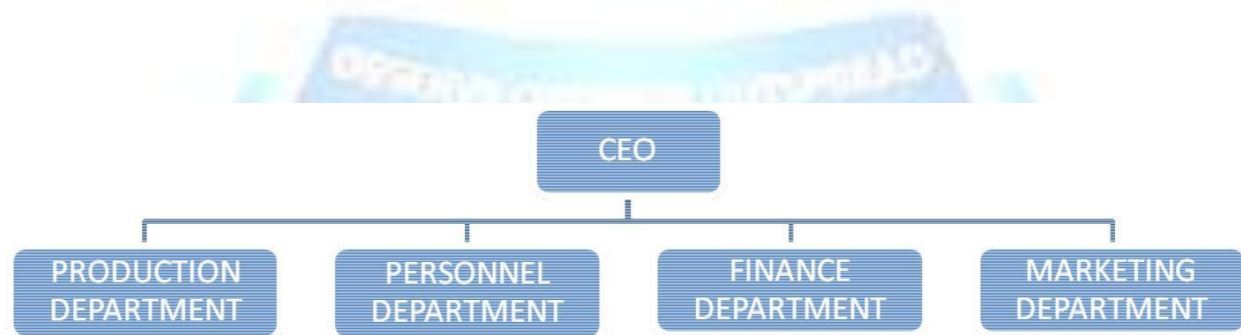 CEO
PRODUCTION
DEPARTMENT
PERSONNEL
DEPARTMENT
FINANCE
DEPARTMENT
MARKETING
DEPARTMENT